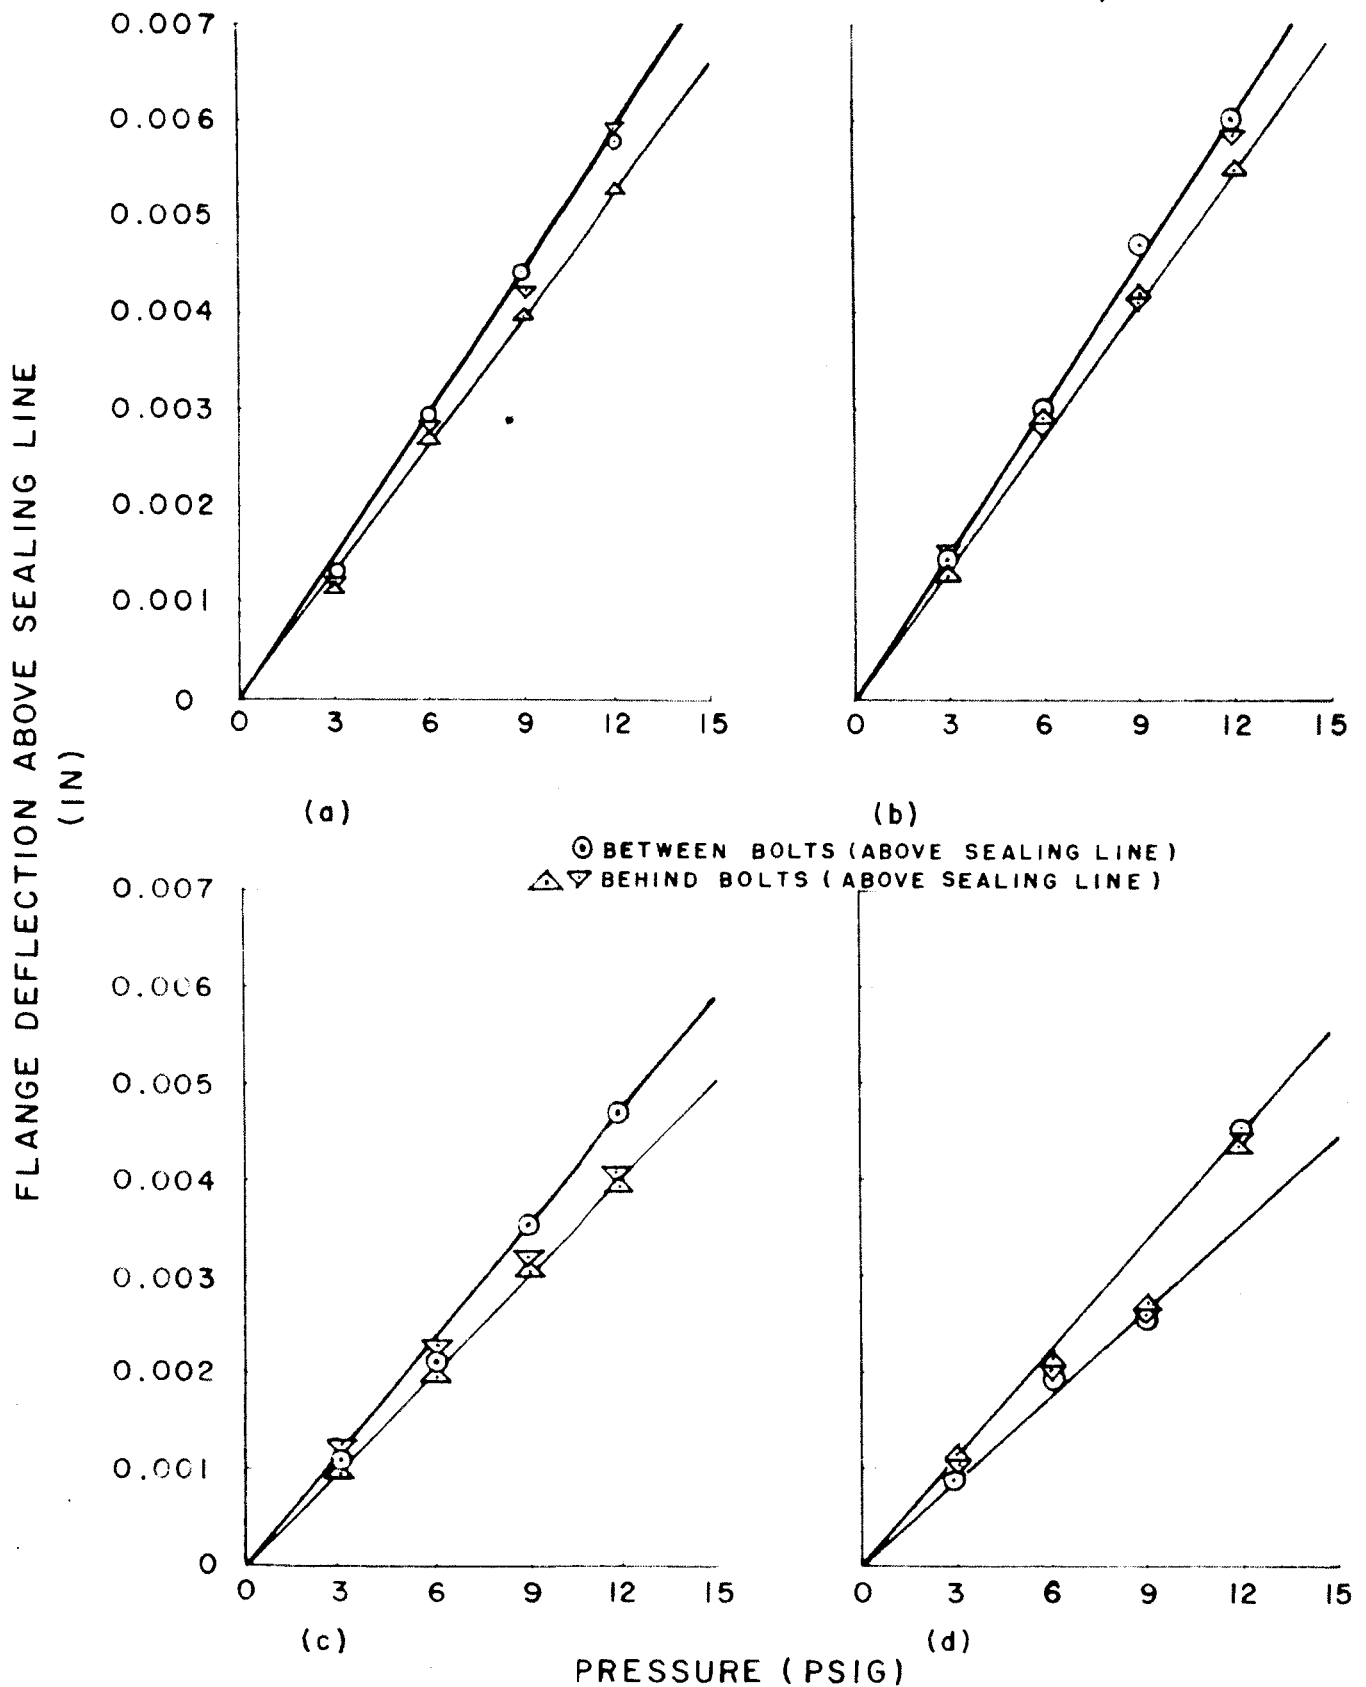 FLANGE DEFLECTION ABOVE SEALING LINE
(IN)
0.007
0.006
0.005
0.004
0.003
0.002
0.001
0
0 3 6 9 12 15
(a)
0 3 6 9 12 15
(b)
BETWEEN BOLTS (ABOVE SEALING LINE)
BEHIND BOLTS (ABOVE SEALING LINE)
0.007
0.006
0.005
0.004
0.003
0.002
0.001
0
0 3 6 9 12 15
(c)
0 3 6 9 12 15
(d)
PRESSURE (PSIG)